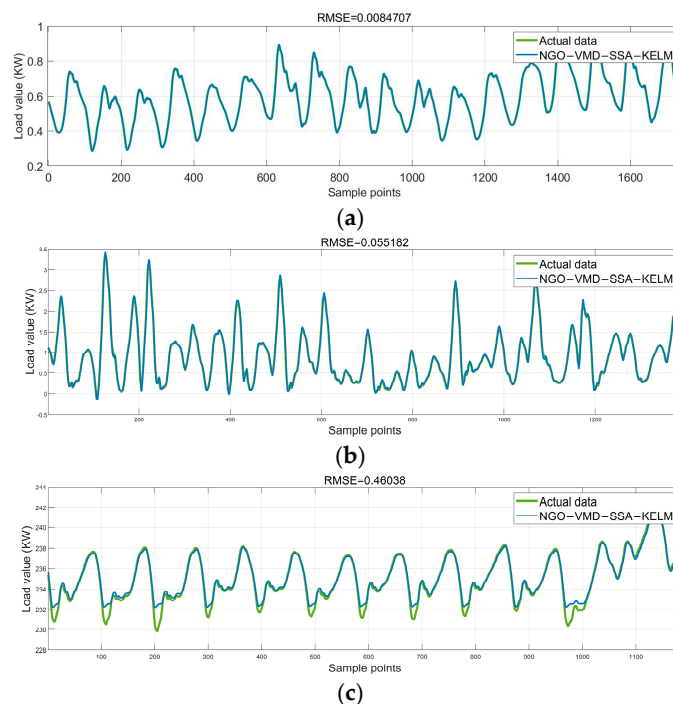 RMSE=0.0084707
1
0.8
0.6
0.4
0.2
Load value (KW)
Actual data
NGO-VMD-SSA-KELM
0 200 400 600 800 1000 1200 1400 1600
Sample points
(a)
RMSE-0.055182
3.5
3
2.5
2
1.5
1
0.5
0
-0.5
Lcad value (KW)
Actual data
NGO-VMD-SSA-KELM
200 400 600 800 1000 1200
Sample points
(b)
RMSE-0.46038
244
242
240
238
236
234
232
230
228
Lcad value (KW)
Actual data
NGO-VMD-SSA-KELM
100 200 300 400 500 600 700 800 900 1000 1100
Sample points
(c)